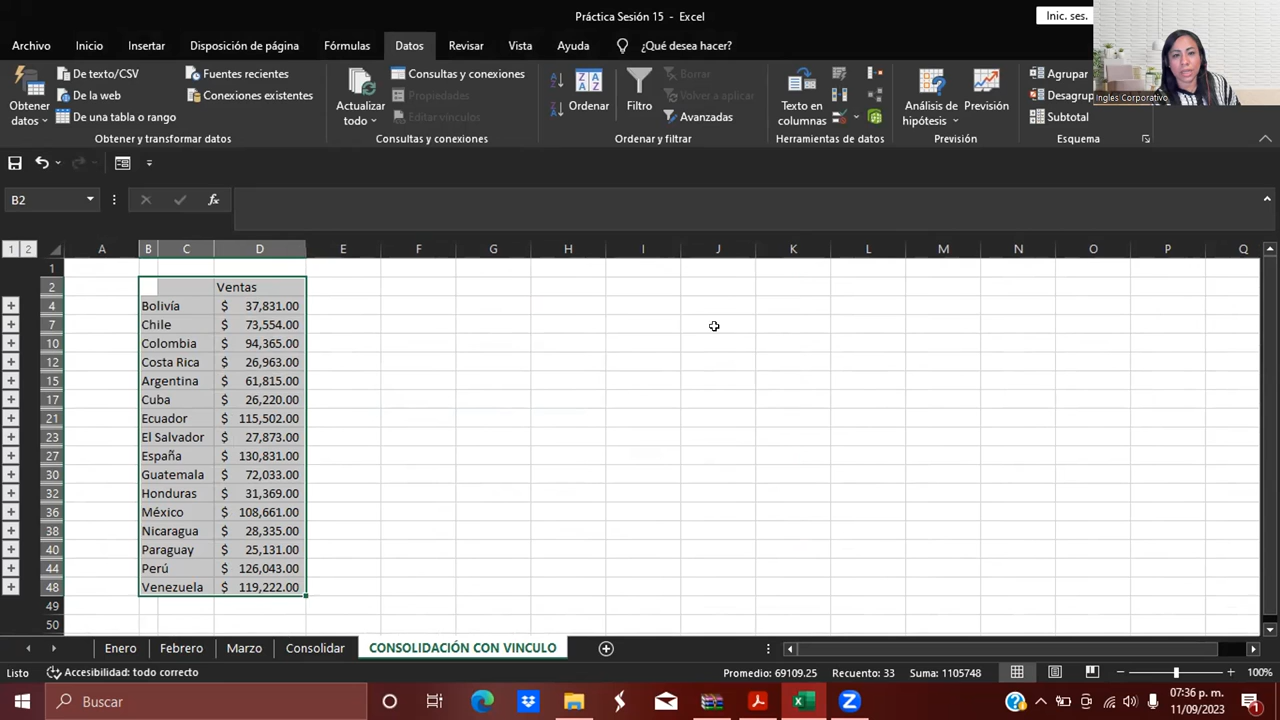 Práctica Sesión 15 - Excel
Inic. ses.
Archivo Inicio Insertar Disposición de página Fórmulas Datos Vista Ayuda ¿Qué desea hacer?
Obtener datos
De texto/CSV
De la web
De una tabla o rango
Fuentes recientes
Conexiones existentes
Obtener y transformar datos
Actualizar todo
Consultas y conexiones
Propiedades
Editar vínculos
Consultas y conexiones
Ordenar
Filtro
Borrar
Volver a aplicar
Avanzadas
Ordenar y filtrar
Texto en columnas
Herramientas de datos
Análisis de hipótesis
Previsión
Previsión
Agrupar
Desagrup
Subtotal
Esquema
Ingles Corporativo
B2
fx
1 2
A B C D E F G H I J K L M N O P Q
1
2 Ventas
4 Bolivía $ 37,831.00
7 Chile $ 73,554.00
10 Colombia $ 94,365.00
12 Costa Rica $ 26,963.00
15 Argentina $ 61,815.00
17 Cuba $ 26,220.00
21 Ecuador $ 115,502.00
23 El Salvador $ 27,873.00
27 España $ 130,831.00
30 Guatemala $ 72,033.00
32 Honduras $ 31,369.00
36 México $ 108,661.00
38 Nicaragua $ 28,335.00
40 Paraguay $ 25,131.00
44 Perú $ 126,043.00
48 Venezuela $ 119,222.00
49
50
Enero Febrero Marzo Consolidar CONSOLIDACIÓN CON VINCULO
Listo Accesibilidad: todo correcto Promedio: 69109.25 Recuento: 33 Suma: 1105748 100%
Buscar
07:36 p. m.
11/09/2023